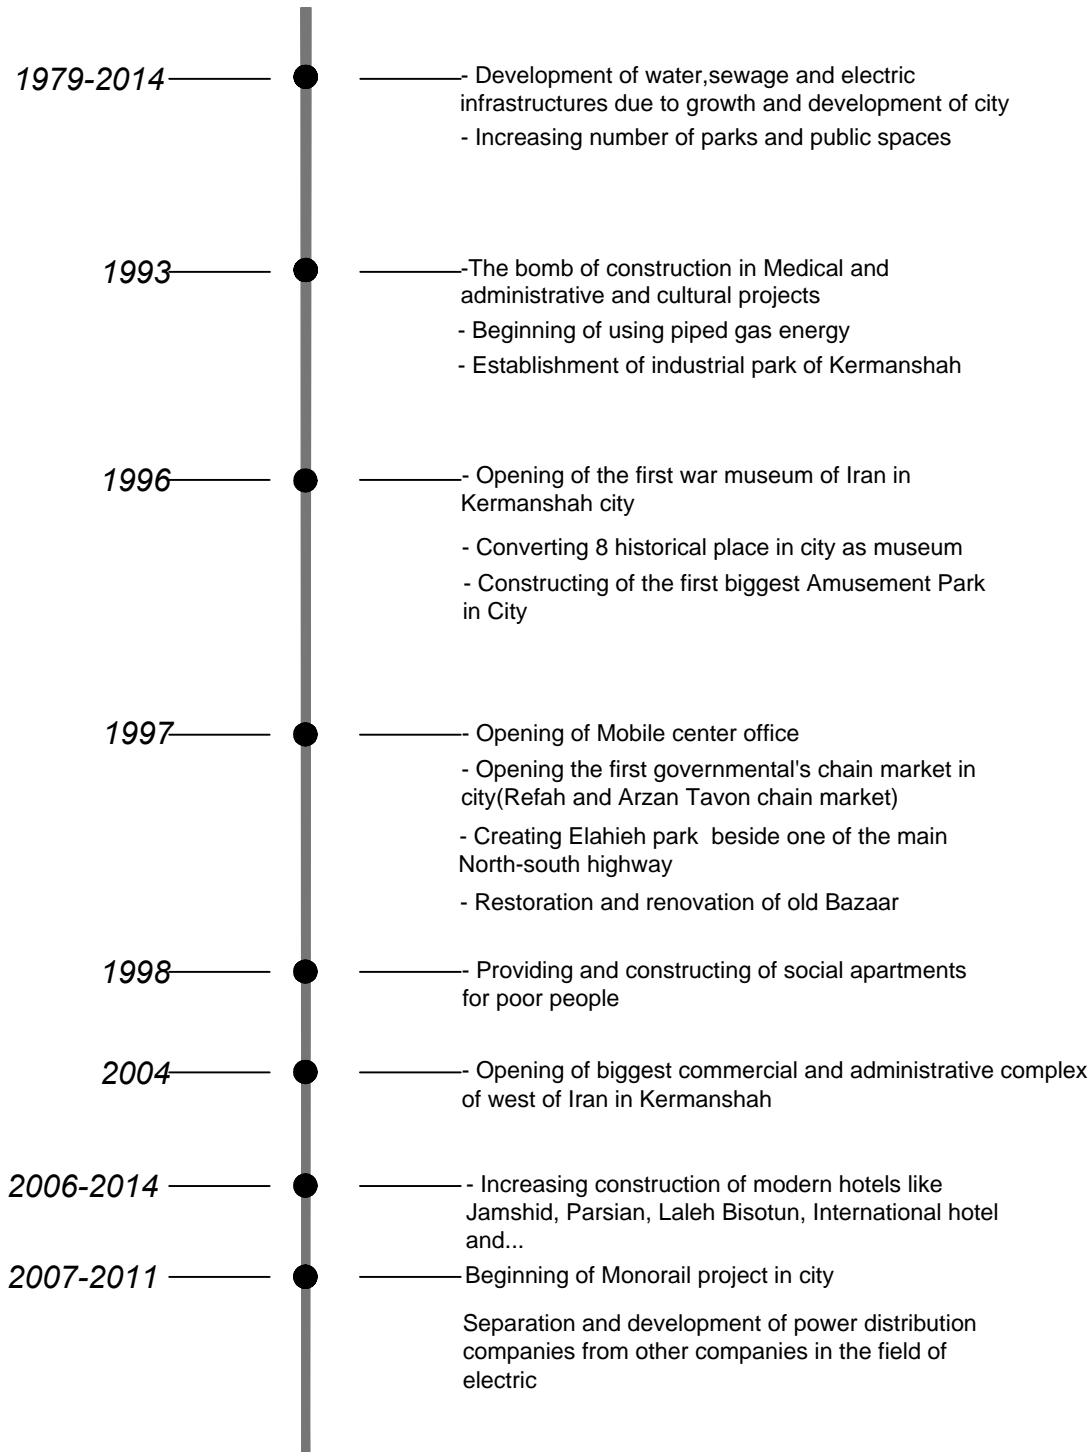 1979-2014
- Development of water,sewage and electric
infrastructures due to growth and development of city
- Increasing number of parks and public spaces
1993
-The bomb of construction in Medical and
administrative and cultural projects
- Beginning of using piped gas energy
- Establishment of industrial park of Kermanshah
1996
- Opening of the first war museum of Iran in
Kermanshah city
- Converting 8 historical place in city as museum
- Constructing of the first biggest Amusement Park
in City
1997
- Opening of Mobile center office
- Opening the first governmental's chain market in
city(Refah and Arzan Tavon chain market)
- Creating Elahieh park  beside one of the main
North-south highway
- Restoration and renovation of old Bazaar
1998
- Providing and constructing of social apartments
for poor people
2004
- Opening of biggest commercial and administrative complex
of west of Iran in Kermanshah
2006-2014
- Increasing construction of modern hotels like
Jamshid, Parsian, Laleh Bisotun, International hotel
and...
2007-2011
Beginning of Monorail project in city
Separation and development of power distribution
companies from other companies in the field of
electric